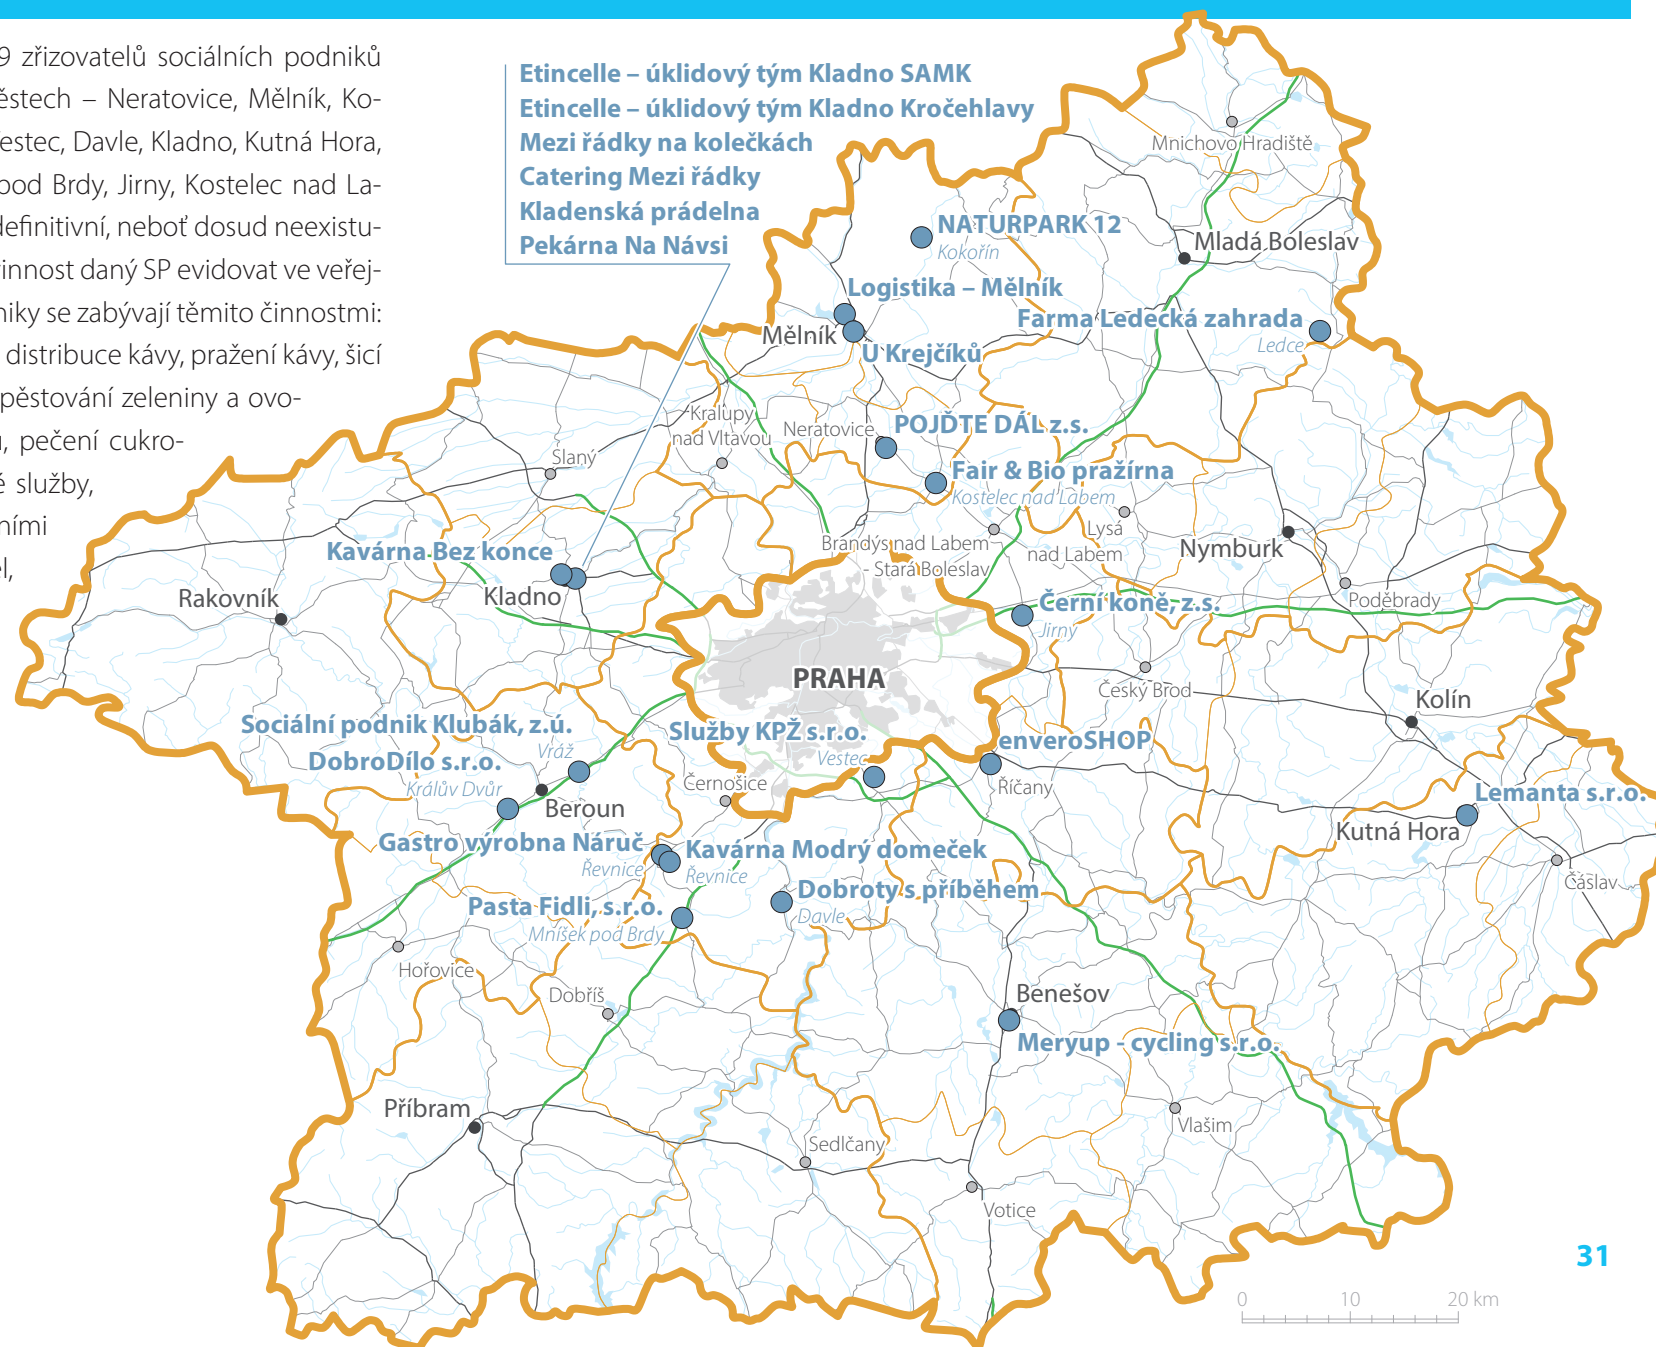 9 zřizovatelů sociálních podniků
ěstech – Neratovice, Mělník, Ko-
estec, Davle, Kladno, Kutná Hora,
pod Brdy, Jirny, Kostelec nad La-
definitivní, neboť dosud neexistu-
vinnost daný SP evidovat ve veřej-
niky se zabývají těmito činnostmi:
distribuce kávy, pražení kávy, šicí
pěstování zeleniny a ovo-
, pečení cukro-
é služby,
ními
el,
Etincelle – úklidový tým Kladno SAMK
Etincelle – úklidový tým Kladno Kročehlavy
Mezi řádky na kolečkách
Catering Mezi řádky
Kladenská prádelna
Pekárna Na Návsi
Mnichovo Hradiště
NATURPARK 12
Kokořín
Mladá Boleslav
Logistika – Mělník
Farma Ledecká zahrada
Ledce
Mělník
U Krejčíků
Kralupy
nad Vltavou
Neratovice
POJĎTE DÁL z.s.
Slaný
Fair & Bio pražírna
Kostelec nad Labem
Lysá
nad Labem
Brandýs nad Labem
- Stará Boleslav
Nymburk
Kavárna Bez konce
Kladno
Rakovník
Poděbrady
Černí koně, z.s.
Jirny
PRAHA
Český Brod
Kolín
Sociální podnik Klubák, z.ú.
Vráž
Služby KPŽ s.r.o.
Vestec
enveroSHOP
Říčany
DobroDílo s.r.o.
Králův Dvůr
Černošice
Beroun
Lemanta s.r.o.
Kutná Hora
Gastro výrobna Náruč
Řevnice
Kavárna Modrý domeček
Řevnice
Čáslav
Dobroty s příběhem
Davle
Pasta Fidli, s.r.o.
Mníšek pod Brdy
Hořovice
Dobříš
Benešov
Meryup - cycling s.r.o.
Příbram
Vlašim
Sedlčany
Votice
31
0 10 20 km